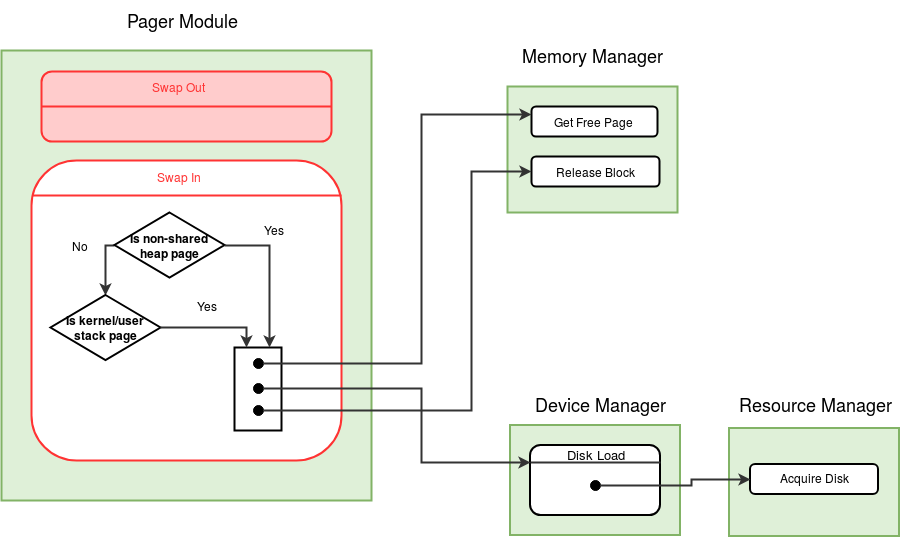 Pager Module
Memory Manager
Swap Out
Get Free Page
Release Block
Swap In
Is non-shared
heap page
Yes
No
Is kernel/user
stack page
Yes
Device Manager
Resource Manager
Disk Load
Acquire Disk